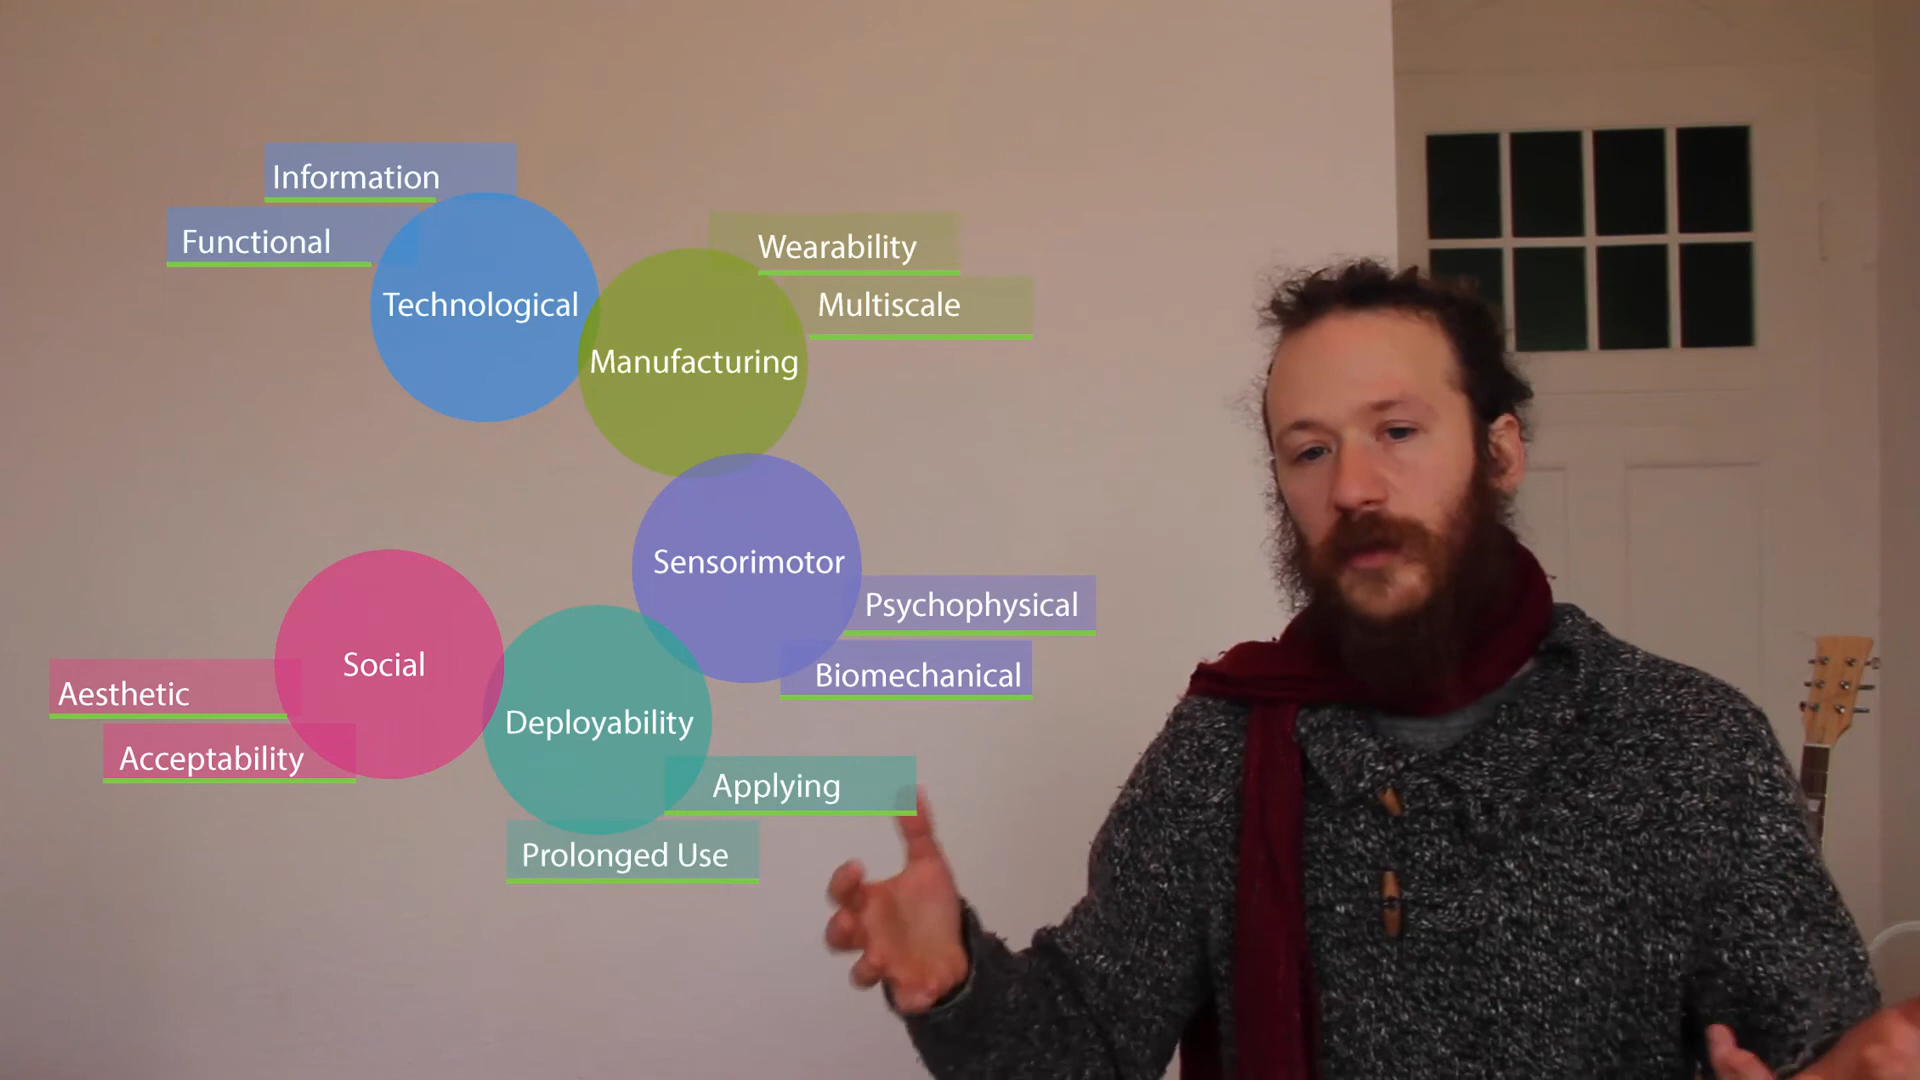 Information
Functional
Technological
Wearability
Multiscale
Manufacturing
Sensorimotor
Psychophysical
Biomechanical
Social
Aesthetic
Acceptability
Deployability
Applying
Prolonged Use